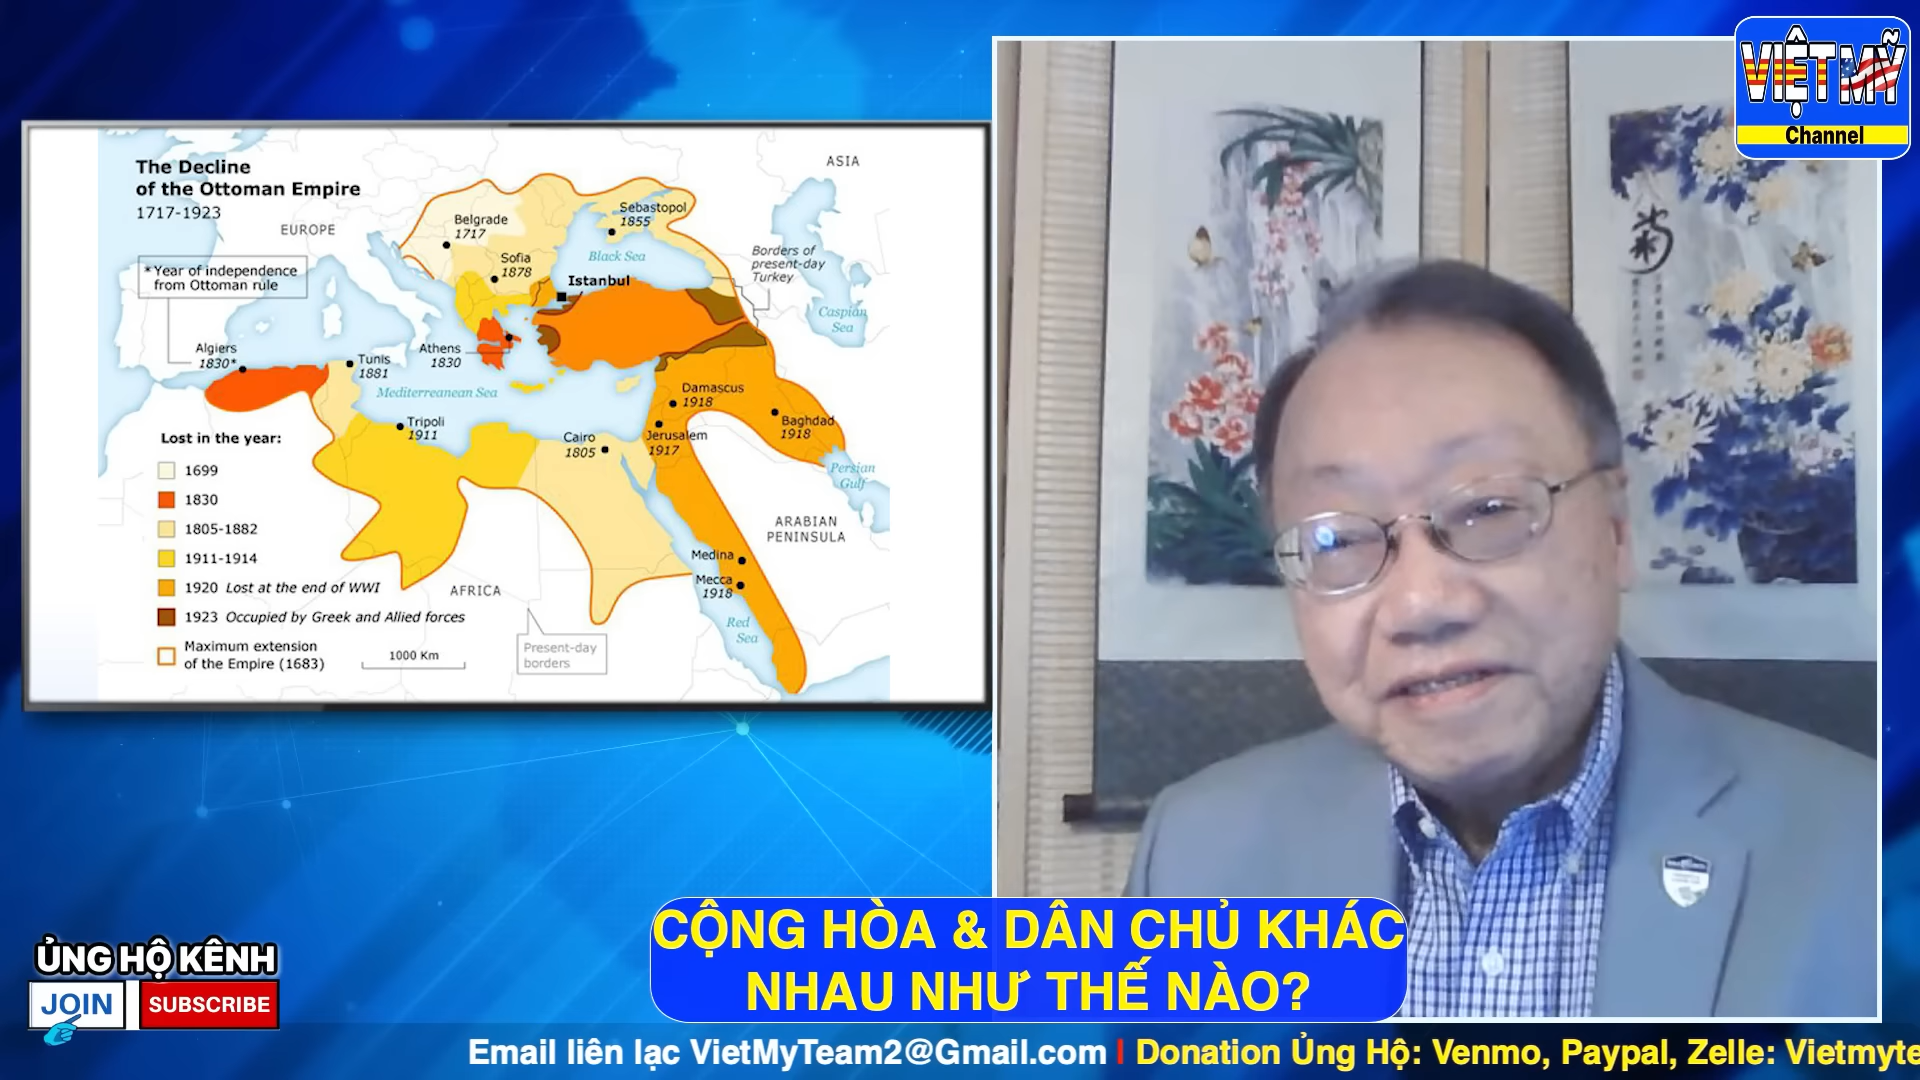 VIỆT MỸ
Channel
The Decline
of the Ottoman Empire
1717-1923
EUROPE
ASIA
Belgrade
1717
Sebastopol
1855
Black Sea
Borders of
present-day
Turkey
Sofia
1878
Istanbul
Caspian
Sea
* Year of independence
from Ottoman rule
Algiers
1830*
Tunis
1881
Athens
1830
Mediterranean Sea
Damascus
1918
Tripoli
1911
Baghdad
1918
Cairo
1805
Jerusalem
1917
Persian
Gulf
ARABIAN
PENINSULA
Medina
Mecca
1918
Red
Sea
AFRICA
Lost in the year:
1699
1830
1805-1882
1911-1914
1920 Lost at the end of WWI
1923 Occupied by Greek and Allied forces
Maximum extension
of the Empire (1683)
1000 Km
Present-day
borders
菊
CỘNG HÒA & DÂN CHỦ KHÁC
NHAU NHƯ THẾ NÀO?
ỦNG HỘ KÊNH
JOIN
SUBSCRIBE
Email liên lạc VietMyTeam2@Gmail.com | Donation Ủng Hộ: Venmo, Paypal, Zelle: Vietmyte